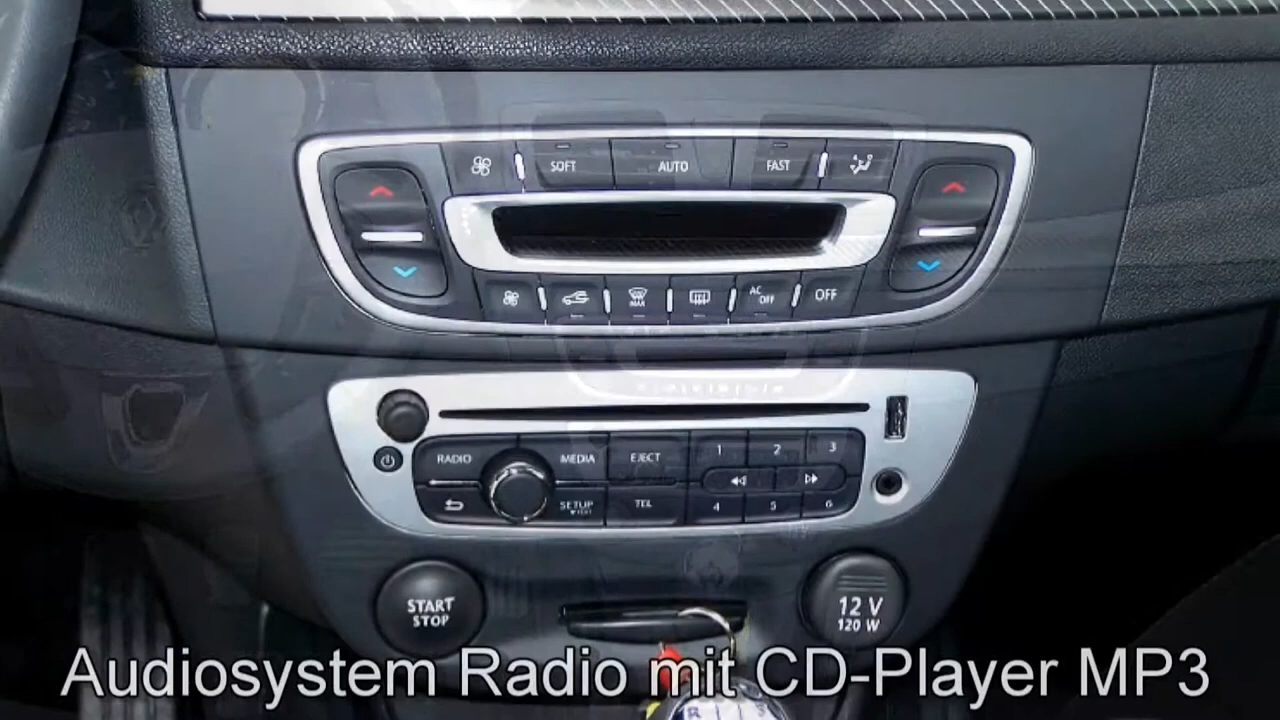 SOFT AUTO FAST
MAX AC OFF OFF
RADIO MEDIA EJECT 1 2 3
SETUP TEL 4 5 6
START STOP
12 V
120 W
Audiosystem Radio mit CD-Player MP3